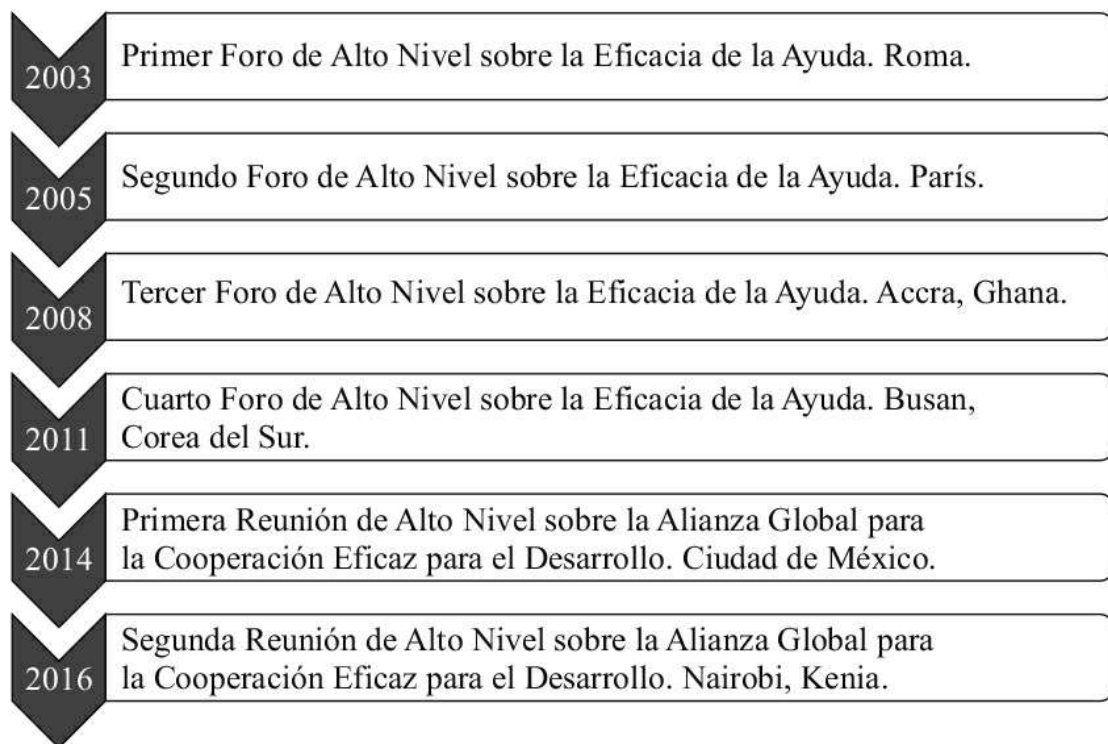 2003
Primer Foro de Alto Nivel sobre la Eficacia de la Ayuda. Roma.
2005
Segundo Foro de Alto Nivel sobre la Eficacia de la Ayuda. París.
2008
Tercer Foro de Alto Nivel sobre la Eficacia de la Ayuda. Accra, Ghana.
2011
Cuarto Foro de Alto Nivel sobre la Eficacia de la Ayuda. Busan,
Corea del Sur.
2014
Primera Reunión de Alto Nivel sobre la Alianza Global para
la Cooperación Eficaz para el Desarrollo. Ciudad de México.
2016
Segunda Reunión de Alto Nivel sobre la Alianza Global para
la Cooperación Eficaz para el Desarrollo. Nairobi, Kenia.